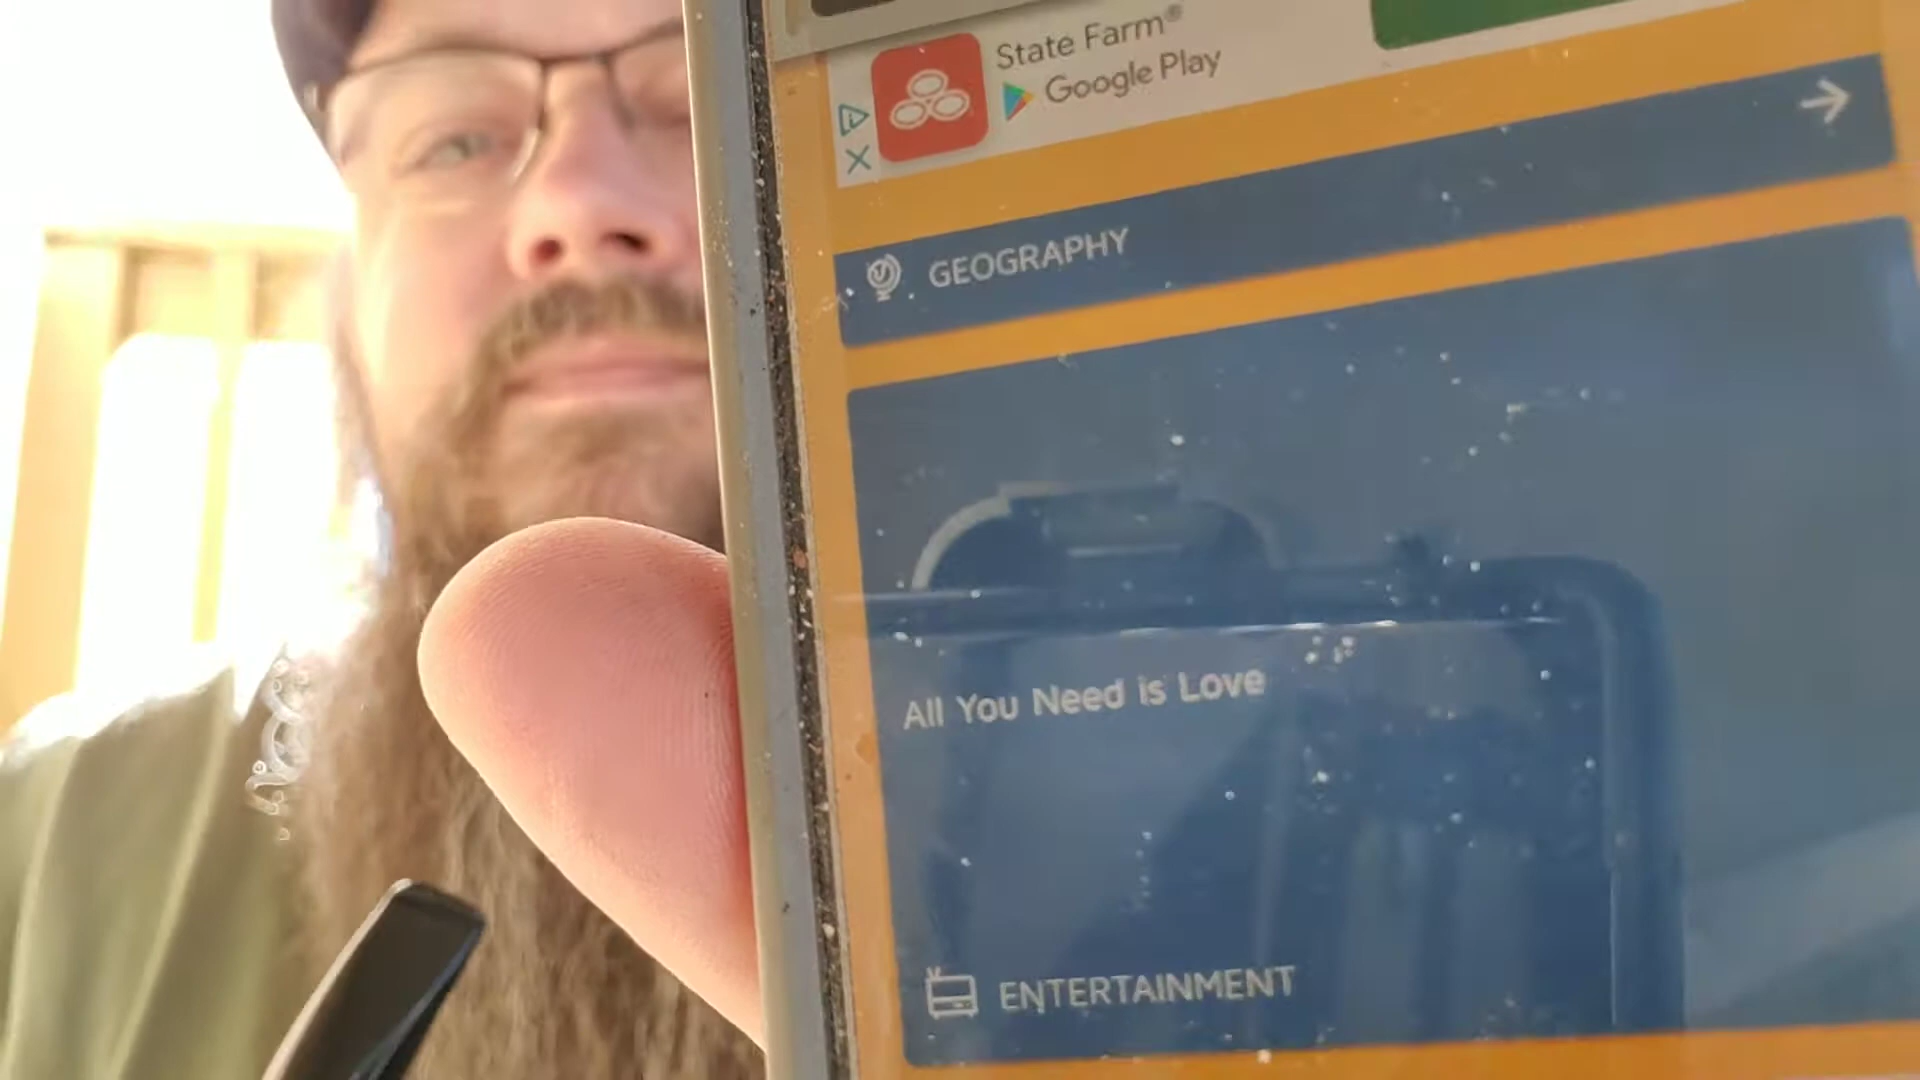 State Farm®
Google Play
GEOGRAPHY
All You Need is Love
ENTERTAINMENT